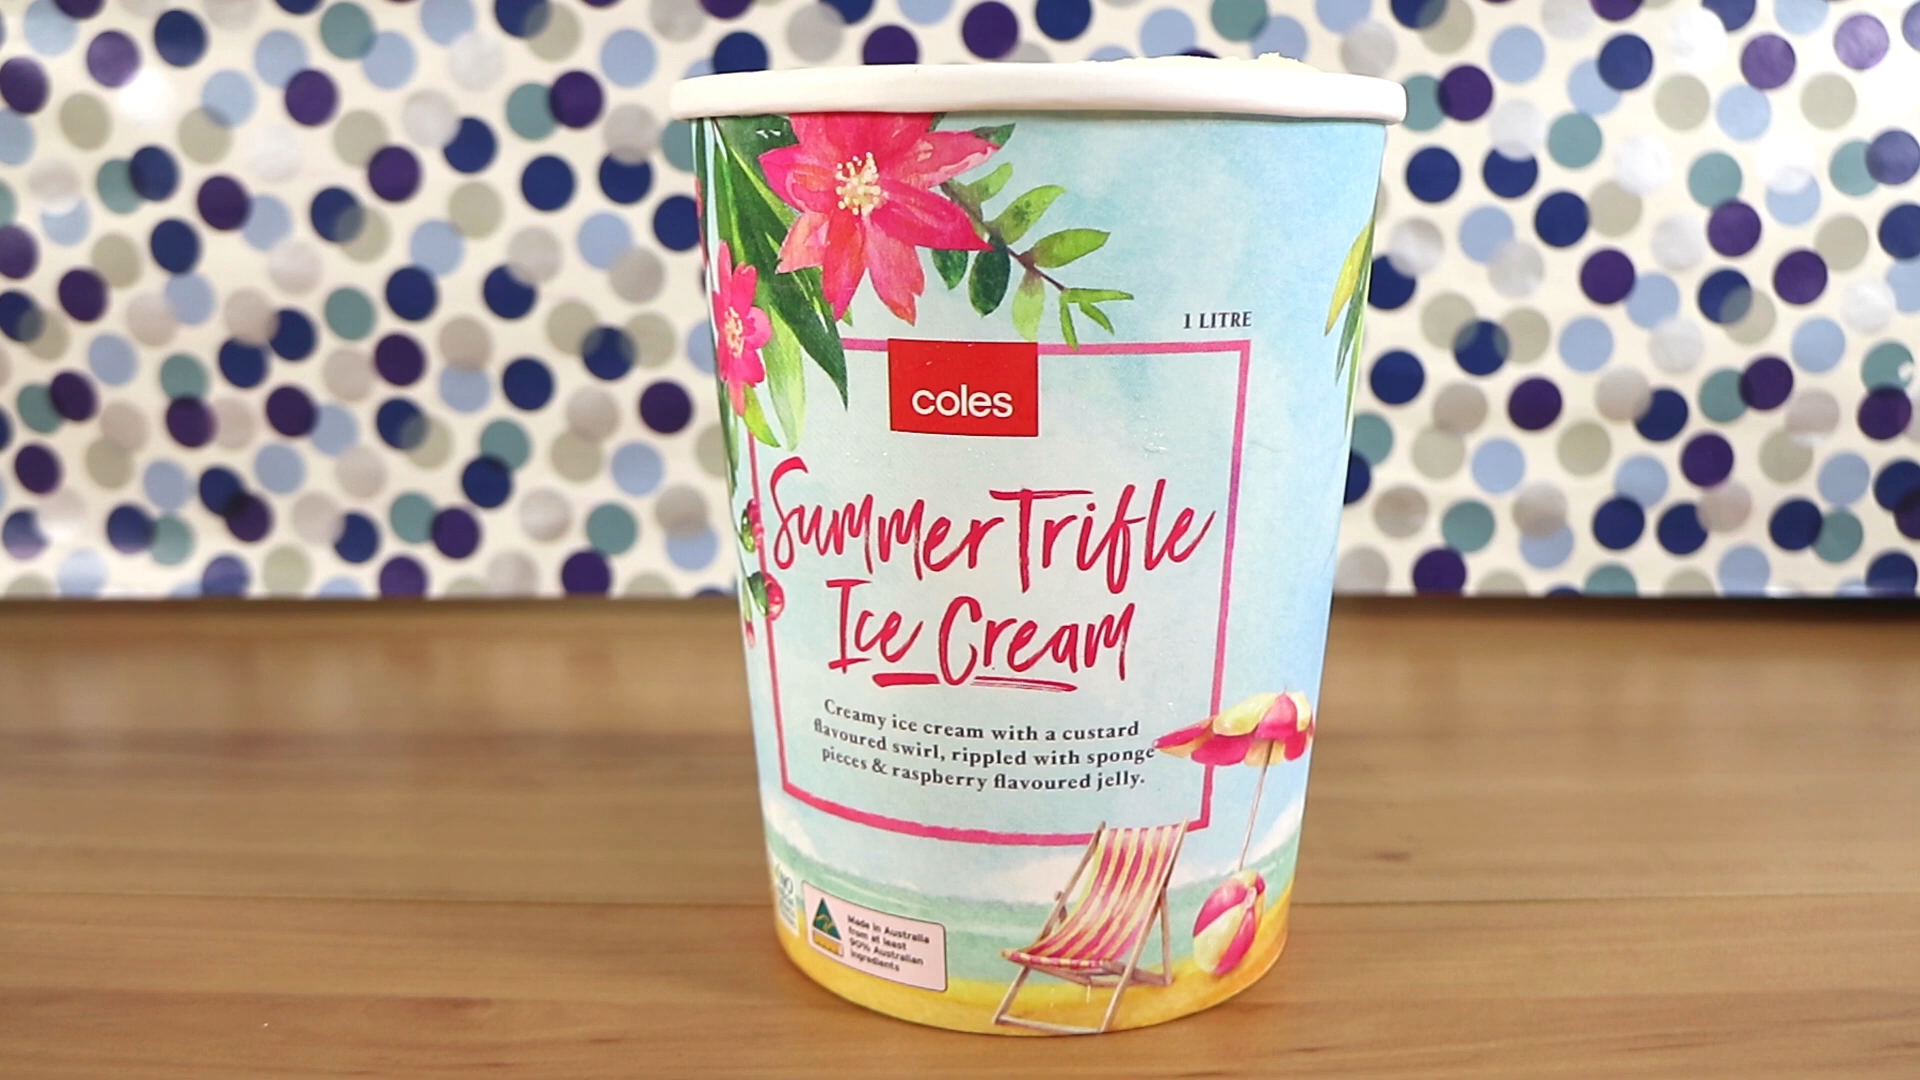 1 LITRE
coles
Summer Trifle
Ice Cream
Creamy ice cream with a custard
flavoured swirl, rippled with sponge
pieces & raspberry flavoured jelly.
Made in Australia
from at least
90% Australian
ingredients
NO